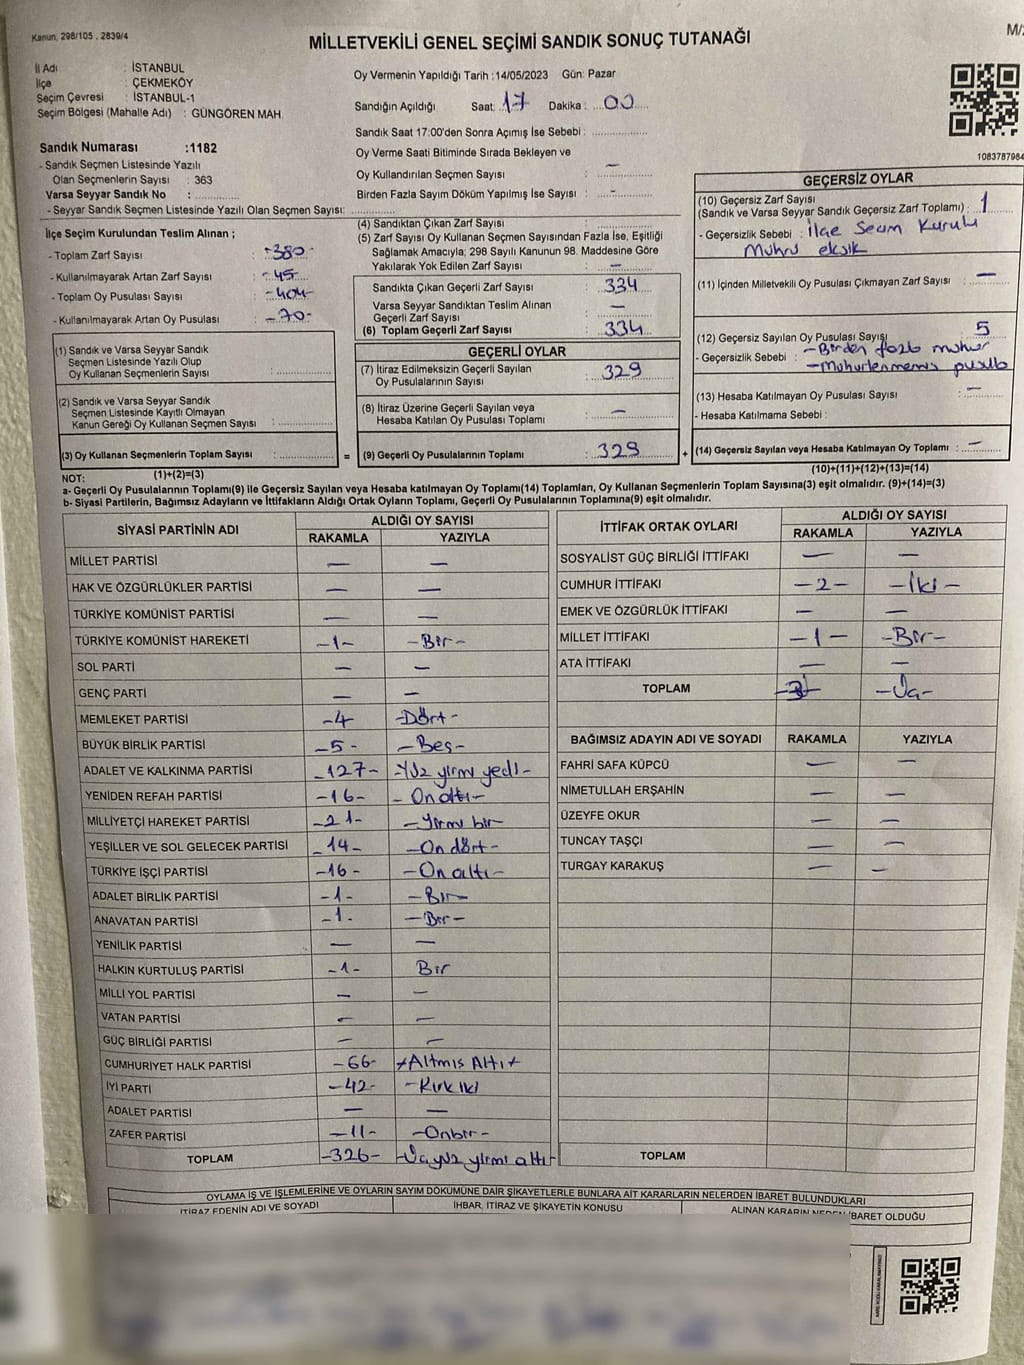 Kanun, 298/105 , 2839/4
MİLLETVEKİLİ GENEL SEÇİMİ SANDIK SONUÇ TUTANAĞI
İl Adı : İSTANBUL
İlçe : ÇEKMEKÖY
Seçim Çevresi : İSTANBUL-1
Seçim Bölgesi (Mahalle Adı) : GÜNGÖREN MAH
Sandık Numarası :1182
- Sandık Seçmen Listesinde Yazılı
Olan Seçmenlerin Sayısı : 363
Varsa Seyyar Sandık No :
- Seyyar Sandık Seçmen Listesinde Yazılı Olan Seçmen Sayısı:
İlçe Seçim Kurulundan Teslim Alınan ;
- Toplam Zarf Sayısı : -380-
- Kullanılmayarak Artan Zarf Sayısı : -45-
- Toplam Oy Pusulası Sayısı : -404-
- Kullanılmayarak Artan Oy Pusulası : -70-
Oy Vermenin Yapıldığı Tarih :14/05/2023 Gün: Pazar
Sandığın Açıldığı Saat: 17 Dakika : 00
Sandık Saat 17:00'den Sonra Açımış İse Sebebi :
Oy Verme Saati Bitiminde Sırada Bekleyen ve
Oy Kullandırılan Seçmen Sayısı : -
Birden Fazla Sayım Döküm Yapılmış İse Sayısı : -
(4) Sandıktan Çıkan Zarf Sayısı :
(5) Zarf Sayısı Oy Kullanan Seçmen Sayısından Fazla İse, Eşitliği
Sağlamak Amacıyla; 298 Sayılı Kanunun 98. Maddesine Göre
Yakılarak Yok Edilen Zarf Sayısı : -
Sandıkta Çıkan Geçerli Zarf Sayısı : 334
Varsa Seyyar Sandıktan Teslim Alınan
Geçerli Zarf Sayısı : -
(6) Toplam Geçerli Zarf Sayısı : 334
1083787984
GEÇERSİZ OYLAR
(10) Geçersiz Zarf Sayısı
(Sandık ve Varsa Seyyar Sandık Geçersiz Zarf Toplamı) : 1
- Geçersizlik Sebebi : İlçe Seçim Kurulu
Mührü eksik
(11) İçinden Milletvekili Oy Pusulası Çıkmayan Zarf Sayısı : -
(12) Geçersiz Sayılan Oy Pusulası Sayısı : 5
- Geçersizlik Sebebi : -Birden fazla mühür
-Mühürlenmemiş pusula
(13) Hesaba Katılmayan Oy Pusulası Sayısı : -
- Hesaba Katılmama Sebebi :
(14) Geçersiz Sayılan veya Hesaba Katılmayan Oy Toplamı : -
(10)+(11)+(12)+(13)=(14)
(1) Sandık ve Varsa Seyyar Sandık
Seçmen Listesinde Yazılı Olup
Oy Kullanan Seçmenlerin Sayısı :
(2) Sandık ve Varsa Seyyar Sandık
Seçmen Listesinde Kayıtlı Olmayan
Kanun Gereği Oy Kullanan Seçmen Sayısı :
(3) Oy Kullanan Seçmenlerin Toplam Sayısı : =
(1)+(2)=(3)
GEÇERLİ OYLAR
(7) İtiraz Edilmeksizin Geçerli Sayılan
Oy Pusulalarının Sayısı : 329
(8) İtiraz Üzerine Geçerli Sayılan veya
Hesaba Katılan Oy Pusulası Toplamı : -
(9) Geçerli Oy Pusulalarının Toplamı : 329 +
NOT:
a- Geçerli Oy Pusulalarının Toplamı(9) ile Geçersiz Sayılan veya Hesaba katılmayan Oy Toplamı(14) Toplamları, Oy Kullanan Seçmenlerin Toplam Sayısına(3) eşit olmalıdır. (9)+(14)=(3)
b- Siyasi Partilerin, Bağımsız Adayların ve İttifakların Aldığı Ortak Oyların Toplamı, Geçerli Oy Pusulalarının Toplamına(9) eşit olmalıdır.
SİYASİ PARTİNİN ADI ALDIĞI OY SAYISI
RAKAMLA YAZIYLA
MİLLET PARTİSİ - -
HAK VE ÖZGÜRLÜKLER PARTİSİ - -
TÜRKİYE KOMÜNİST PARTİSİ - -
TÜRKİYE KOMÜNİST HAREKETİ -1- -Bir-
SOL PARTİ - -
GENÇ PARTİ - -
MEMLEKET PARTİSİ -4 -Dört-
BÜYÜK BİRLİK PARTİSİ -5- -Beş-
ADALET VE KALKINMA PARTİSİ -127- -Yüz yirmi yedi-
YENİDEN REFAH PARTİSİ -16- -On altı-
MİLLİYETÇİ HAREKET PARTİSİ -21- -Yirmi bir-
YEŞİLLER VE SOL GELECEK PARTİSİ -14- -On dört-
TÜRKİYE İŞÇİ PARTİSİ -16- -On altı-
ADALET BİRLİK PARTİSİ -1- -Bir-
ANAVATAN PARTİSİ -1- -Bir-
YENİLİK PARTİSİ - -
HALKIN KURTULUŞ PARTİSİ -1- Bir
MİLLİ YOL PARTİSİ - -
VATAN PARTİSİ - -
GÜÇ BİRLİĞİ PARTİSİ - -
CUMHURİYET HALK PARTİSİ -66- +Altmış Altı+
İYİ PARTİ -42- -Kırk iki
ADALET PARTİSİ - -
ZAFER PARTİSİ -11- -Onbir-
TOPLAM -326- -Üçyüz yirmi altı-
İTTİFAK ORTAK OYLARI ALDIĞI OY SAYISI
RAKAMLA YAZIYLA
SOSYALİST GÜÇ BİRLİĞİ İTTİFAKI - -
CUMHUR İTTİFAKI -2- -İki-
EMEK VE ÖZGÜRLÜK İTTİFAKI - -
MİLLET İTTİFAKI -1- -Bir-
ATA İTTİFAKI - -
TOPLAM -3- -Üç-
BAĞIMSIZ ADAYIN ADI VE SOYADI RAKAMLA YAZIYLA
FAHRİ SAFA KÜPCÜ - -
NİMETULLAH ERŞAHİN - -
ÜZEYFE OKUR - -
TUNCAY TAŞÇI - -
TURGAY KARAKUŞ - -
TOPLAM
OYLAMA İŞ VE İŞLEMLERİNE VE OYLARIN SAYIM DÖKÜMÜNE DAİR ŞİKAYETLERLE BUNLARA AİT KARARLARIN NELERDEN İBARET BULUNDUKLARI
İTİRAZ EDENİN ADI VE SOYADI İHBAR, İTİRAZ VE ŞİKAYETİN KONUSU ALINAN KARARIN NEDEN İBARET OLDUĞU